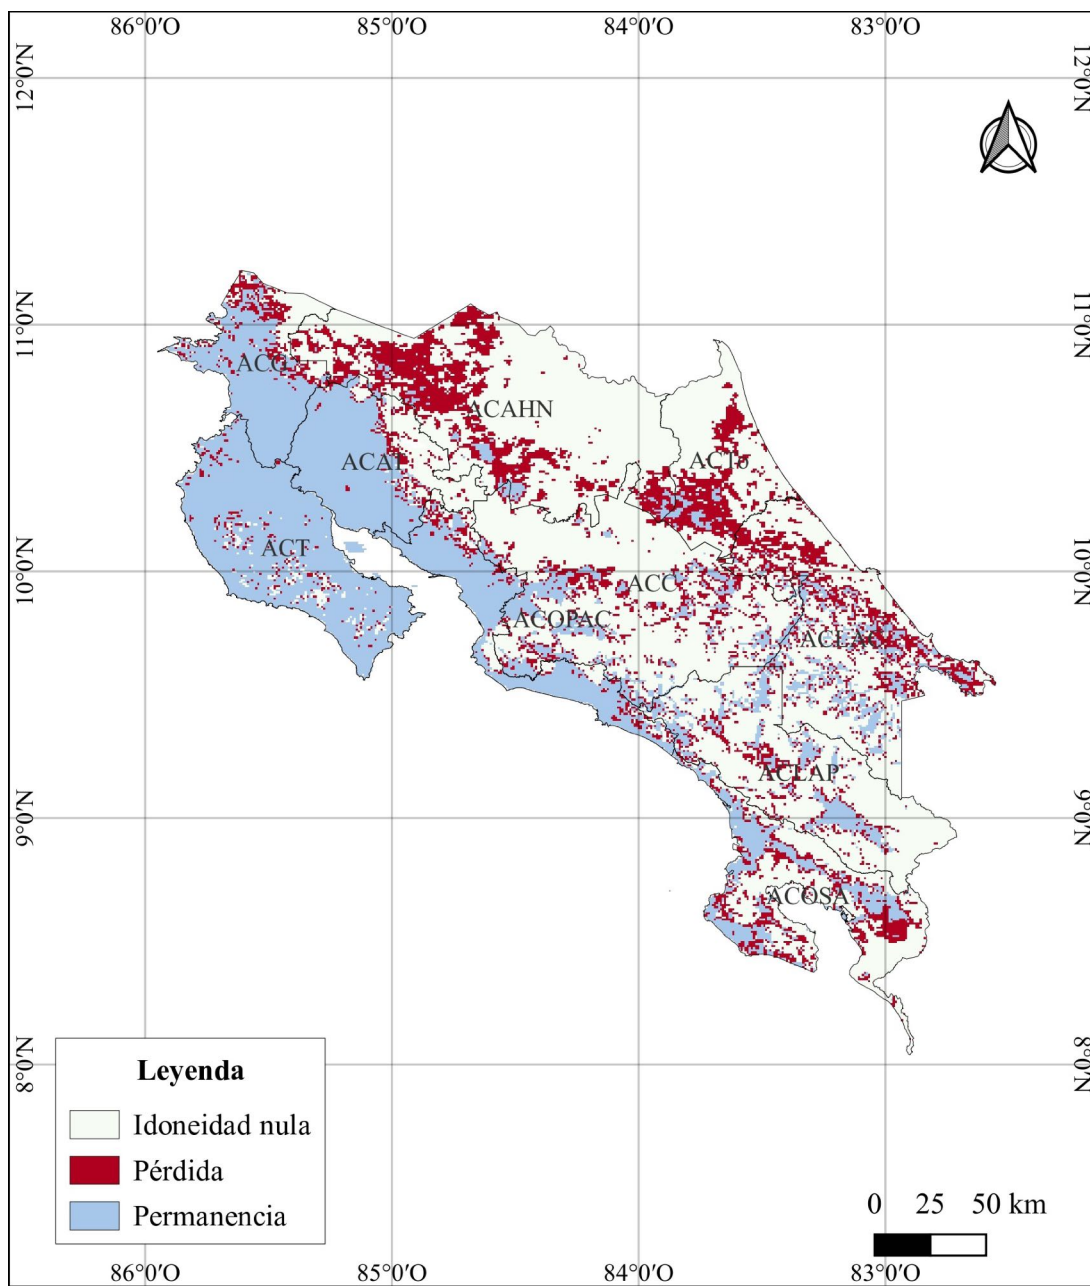 86°0′O 85°0′O 84°0′O 83°0′O
12°0′N 12°0′N
11°0′N 11°0′N
ACG
ACAHN
ACAT
ACTo
ACT
10°0′N 10°0′N
ACC
ACOPAC
ACLAC
ACLAP
9°0′N 9°0′N
ACOSA
8°0′N 8°0′N
Leyenda
Idoneidad nula
Pérdida
Permanencia
0 25 50 km
86°0′O 85°0′O 84°0′O 83°0′O